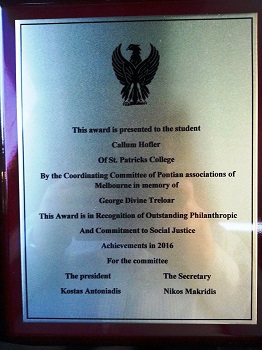 This award is presented to the student
Callum Hofler
Of St. Patricks College
By the Coordinating Committee of Pontian associations of
Melbourne in memory of
George Divine Treloar
This Award is in Recognition of Outstanding Philanthropic
And Commitment to Social Justice
Achievements in 2016
For the committee
The president The Secretary
Kostas Antoniadis Nikos Makridis